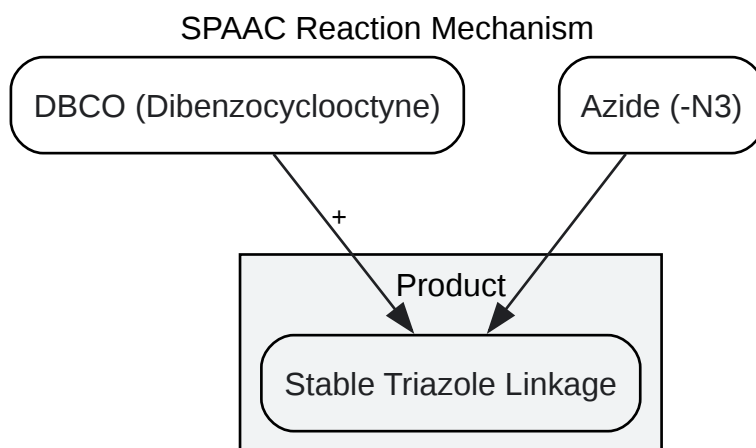 SPAAC Reaction Mechanism
DBCO (Dibenzocyclooctyne)
Azide (-N3)
+
Product
Stable Triazole Linkage